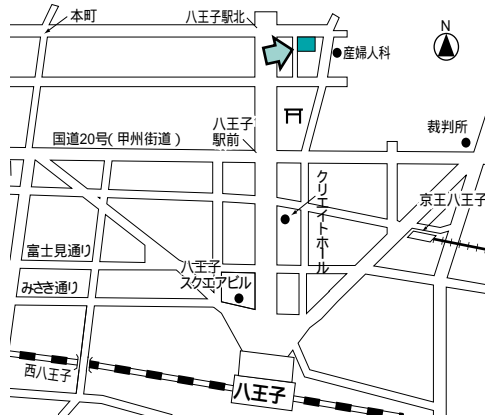 本町
八王子駅北
N
産婦人科
八王子
駅前
国道20号(甲州街道)
裁判所
クリエイトホール
京王八王子
富士見通り
八王子
スクエアビル
みさき通り
西八王子
八王子